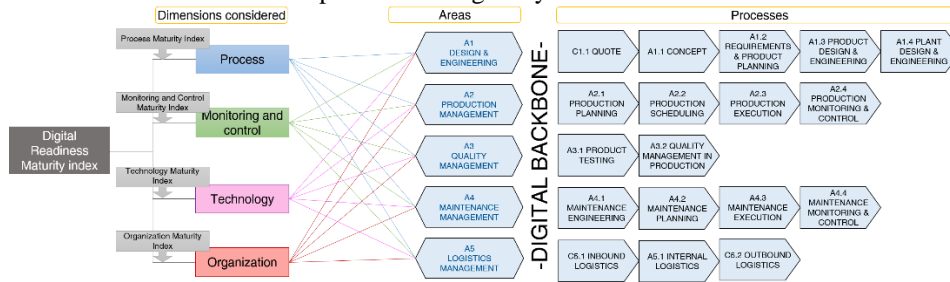 Dimensions considered
Areas
Processes
Process Maturity Index
Process
Monitoring and Control
Maturity Index
Monitoring and control
Digital
Readiness
Maturity index
Technology Maturity
Index
Technology
Organization Maturity
Index
Organization
A1
DESIGN &
ENGINEERING
A2
PRODUCTION
MANAGEMENT
A3
QUALITY
MANAGEMENT
A4
MAINTENANCE
MANAGEMENT
A5
LOGISTICS
MANAGEMENT
-DIGITAL BACKBONE-
C1.1 QUOTE
A1.1 CONCEPT
A1.2
REQUIREMENTS
& PRODUCT
PLANNING
A1.3 PRODUCT
DESIGN &
ENGINEERING
A1.4 PLANT
DESIGN &
ENGINEERING
A2.1
PRODUCTION
PLANNING
A2.2
PRODUCTION
SCHEDULING
A2.3
PRODUCTION
EXECUTION
A2.4
PRODUCTION
MONITORING &
CONTROL
A3.1 PRODUCT
TESTING
A3.2 QUALITY
MANAGEMENT IN
PRODUCTION
A4.1
MAINTENANCE
ENGINEERING
A4.2
MAINTENANCE
PLANNING
A4.3
MAINTENANCE
EXECUTION
A4.4
MAINTENANCE
MONITORING &
CONTROL
C5.1 INBOUND
LOGISTICS
A5.1 INTERNAL
LOGISTICS
C5.2 OUTBOUND
LOGISTICS